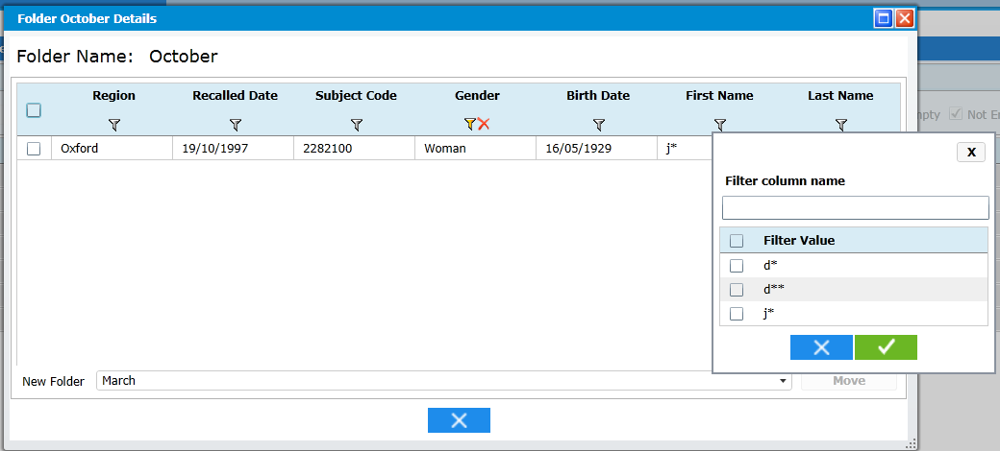 Folder October Details
Folder Name: October
Region Recalled Date Subject Code Gender Birth Date First Name Last Name
Oxford 19/10/1997 2282100 Woman 16/05/1929 j*
Not E
X
Filter column name
Filter Value
d*
d**
j*
New Folder March Move